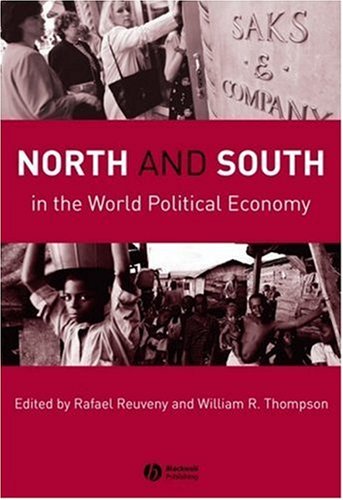 SAKS
&
COMPANY
NORTH AND SOUTH
in the World Political Economy
Edited by Rafael Reuveny and William R. Thompson
Blackwell
Publishing